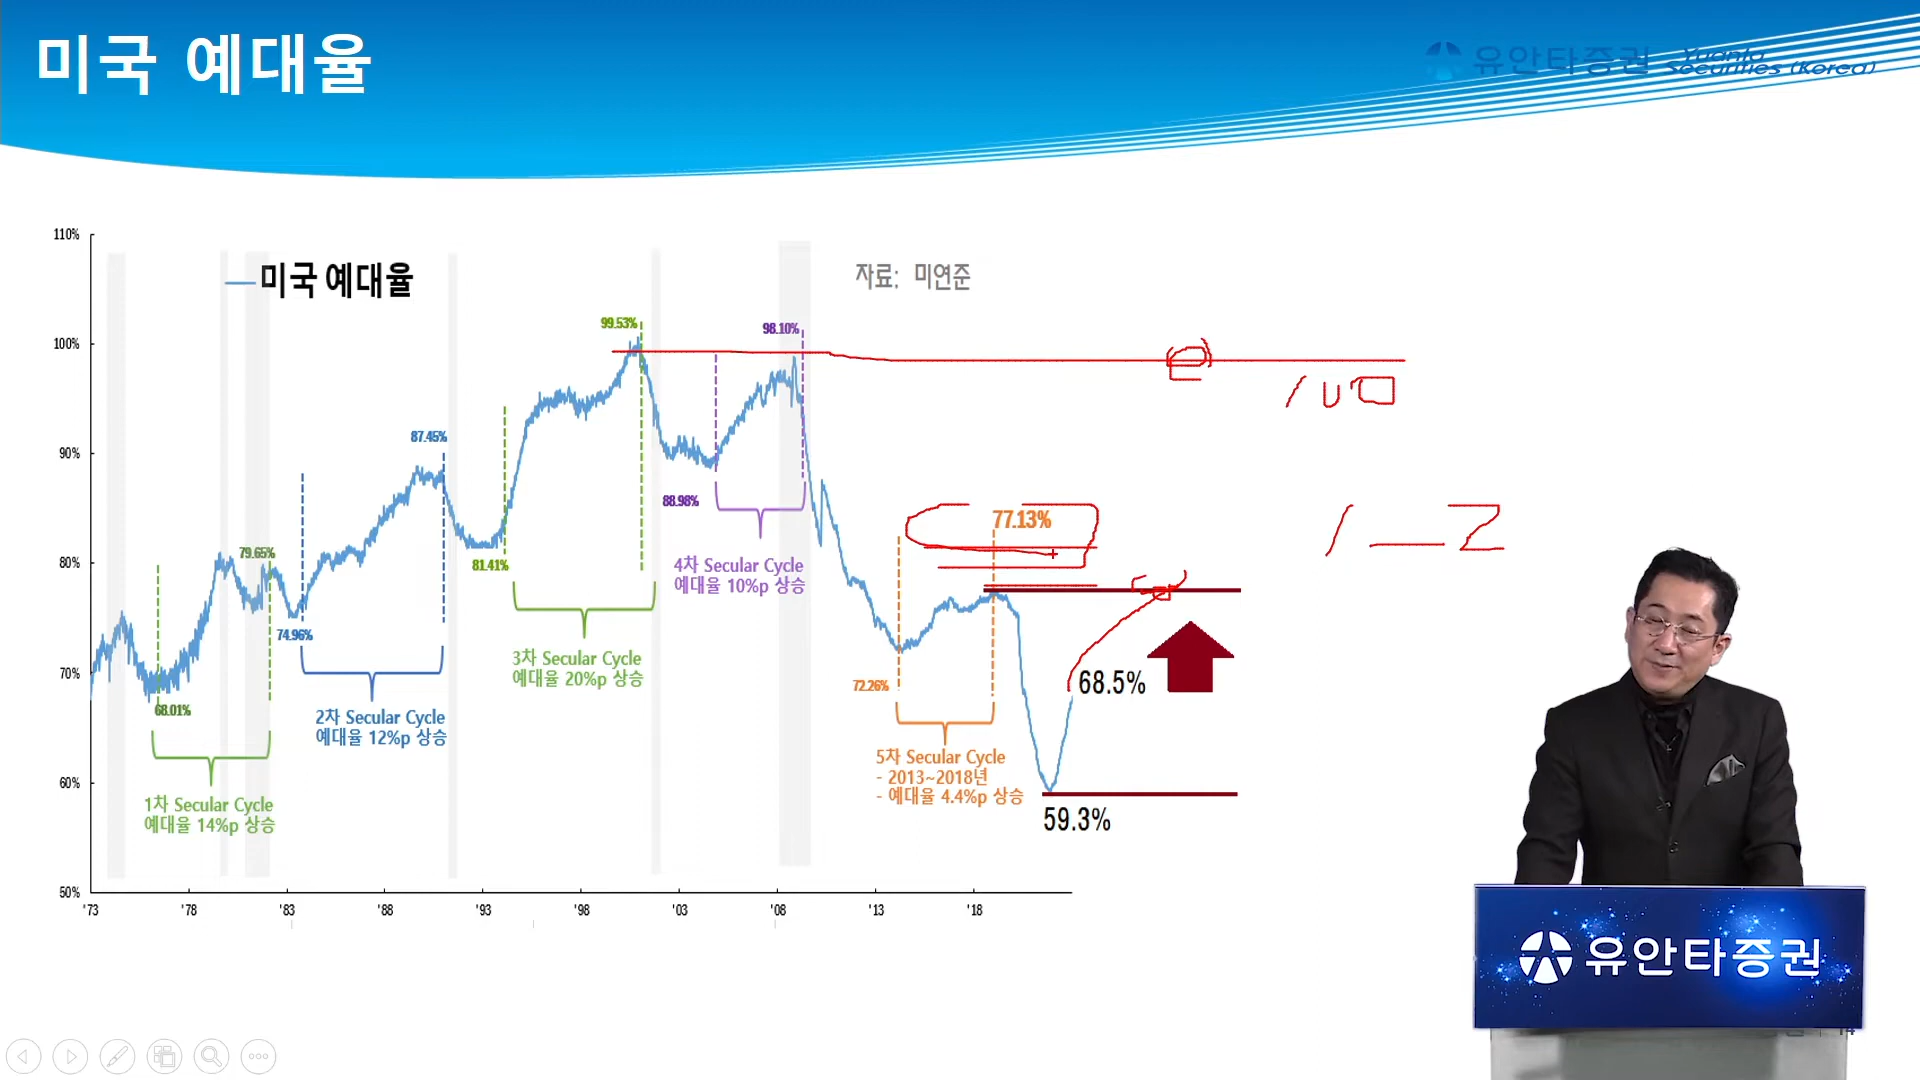 미국 예대율
유안타증권 Yuanta Securities (Korea)
미국 예대율
자료: 미연준
110%
100%
90%
80%
70%
60%
50%
'73
'78
'83
'88
'93
'98
'03
'08
'13
'18
68.01%
79.65%
74.96%
87.45%
81.41%
99.53%
88.98%
98.10%
72.26%
77.13%
68.5%
59.3%
1차 Secular Cycle
예대율 14%p 상승
2차 Secular Cycle
예대율 12%p 상승
3차 Secular Cycle
예대율 20%p 상승
4차 Secular Cycle
예대율 10%p 상승
5차 Secular Cycle
- 2013~2018년
- 예대율 4.4%p 상승
100
유안타증권